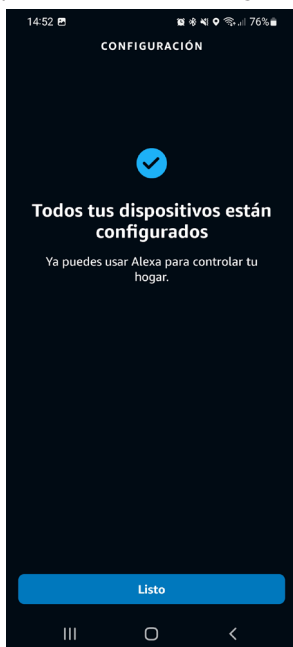 14:52 76%
CONFIGURACIÓN
Todos tus dispositivos están
configurados
Ya puedes usar Alexa para controlar tu
hogar.
Listo